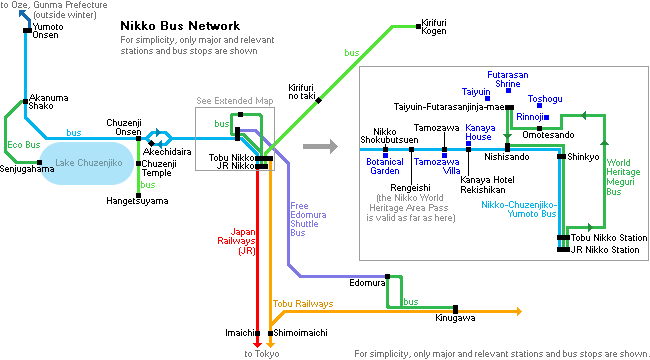 to Oze, Gunma Prefecture
(outside winter)
Nikko Bus Network
For simplicity, only major and relevant
stations and bus stops are shown
Yumoto
Onsen
Kirifuri
Kogen
bus
Kirifuri
no taki
Akanuma
Shako
See Extended Map
bus
Chuzenji
Onsen
bus
Akechidaira
Eco Bus
Lake Chuzenjiko
Senjugahama
Chuzenji
Temple
bus
Hangetsuyama
Tobu Nikko
JR Nikko
Futarasan
Shrine
Taiyuin
Toshogu
Taiyuin-Futarasanjinja-mae
Rinnoji
Omotesando
Nikko
Shokubutsuen
Tamozawa
Kanaya
House
Nishisando
Shinkyo
Botanical
Garden
Tamozawa
Villa
Kanaya Hotel
Rekishikan
World
Heritage
Meguri
Bus
Rengeishi
(the Nikko World
Heritage Area Pass
is valid as far as here)
Nikko-Chuzenjiko-
Yumoto Bus
Tobu Nikko Station
JR Nikko Station
Free
Edomura
Shuttle
Bus
Japan
Railways
(JR)
Edomura
bus
Tobu Railways
Kinugawa
Imaichi
Shimoimaichi
to Tokyo
For simplicity, only major and relevant stations and bus stops are shown.